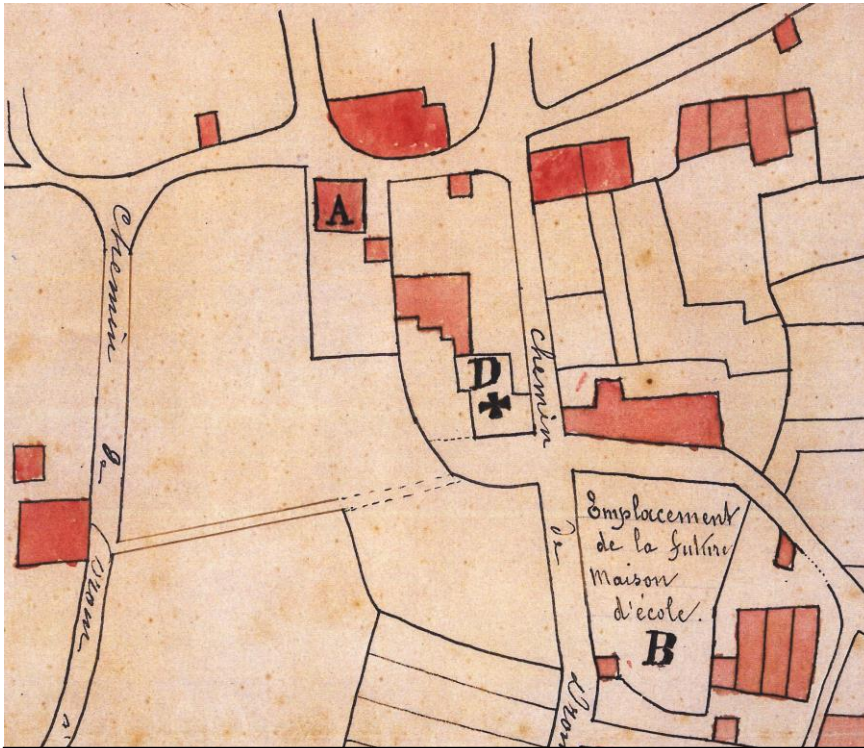 A
Chemin de
D
chemin
de
Emplacement
de la future
maison
d'école.
B